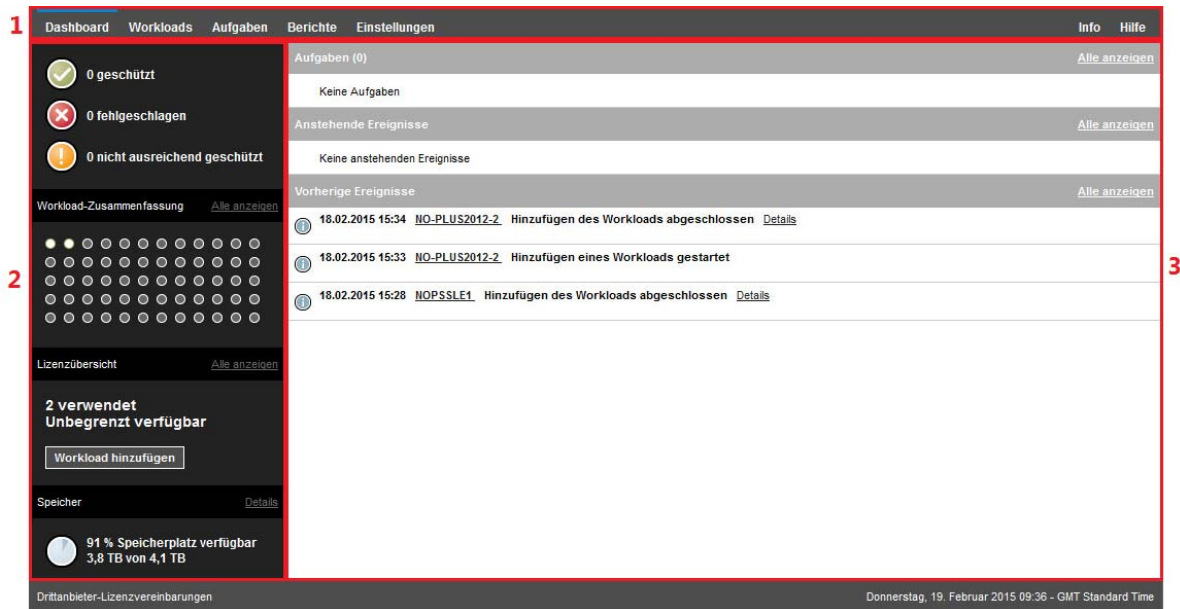 1
Dashboard Workloads Aufgaben Berichte Einstellungen Info Hilfe
2
0 geschützt
0 fehlgeschlagen
0 nicht ausreichend geschützt
Workload-Zusammenfassung Alle anzeigen
Lizenzübersicht Alle anzeigen
2 verwendet
Unbegrenzt verfügbar
Workload hinzufügen
Speicher Details
91 % Speicherplatz verfügbar
3,8 TB von 4,1 TB
3
Aufgaben (0) Alle anzeigen
Keine Aufgaben
Anstehende Ereignisse Alle anzeigen
Keine anstehenden Ereignisse
Vorherige Ereignisse Alle anzeigen
18.02.2015 15:34 NO-PLUS2012-2 Hinzufügen des Workloads abgeschlossen Details
18.02.2015 15:33 NO-PLUS2012-2 Hinzufügen eines Workloads gestartet
18.02.2015 15:28 NOPSSLE1 Hinzufügen des Workloads abgeschlossen Details
Drittanbieter-Lizenzvereinbarungen Donnerstag, 19. Februar 2015 09:36 - GMT Standard Time